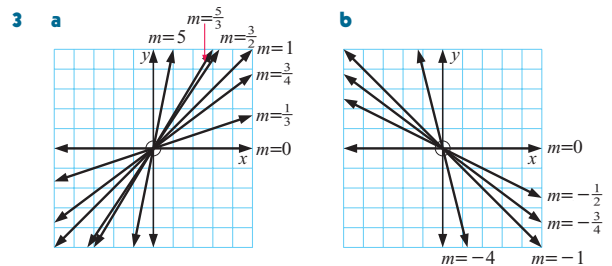 3 a
m=5 m=5/3 m=3/2
m=1
m=3/4
m=1/3
m=0
y
x
b
y
x
m=0
m=−1/2
m=−3/4
m=−1
m=−4